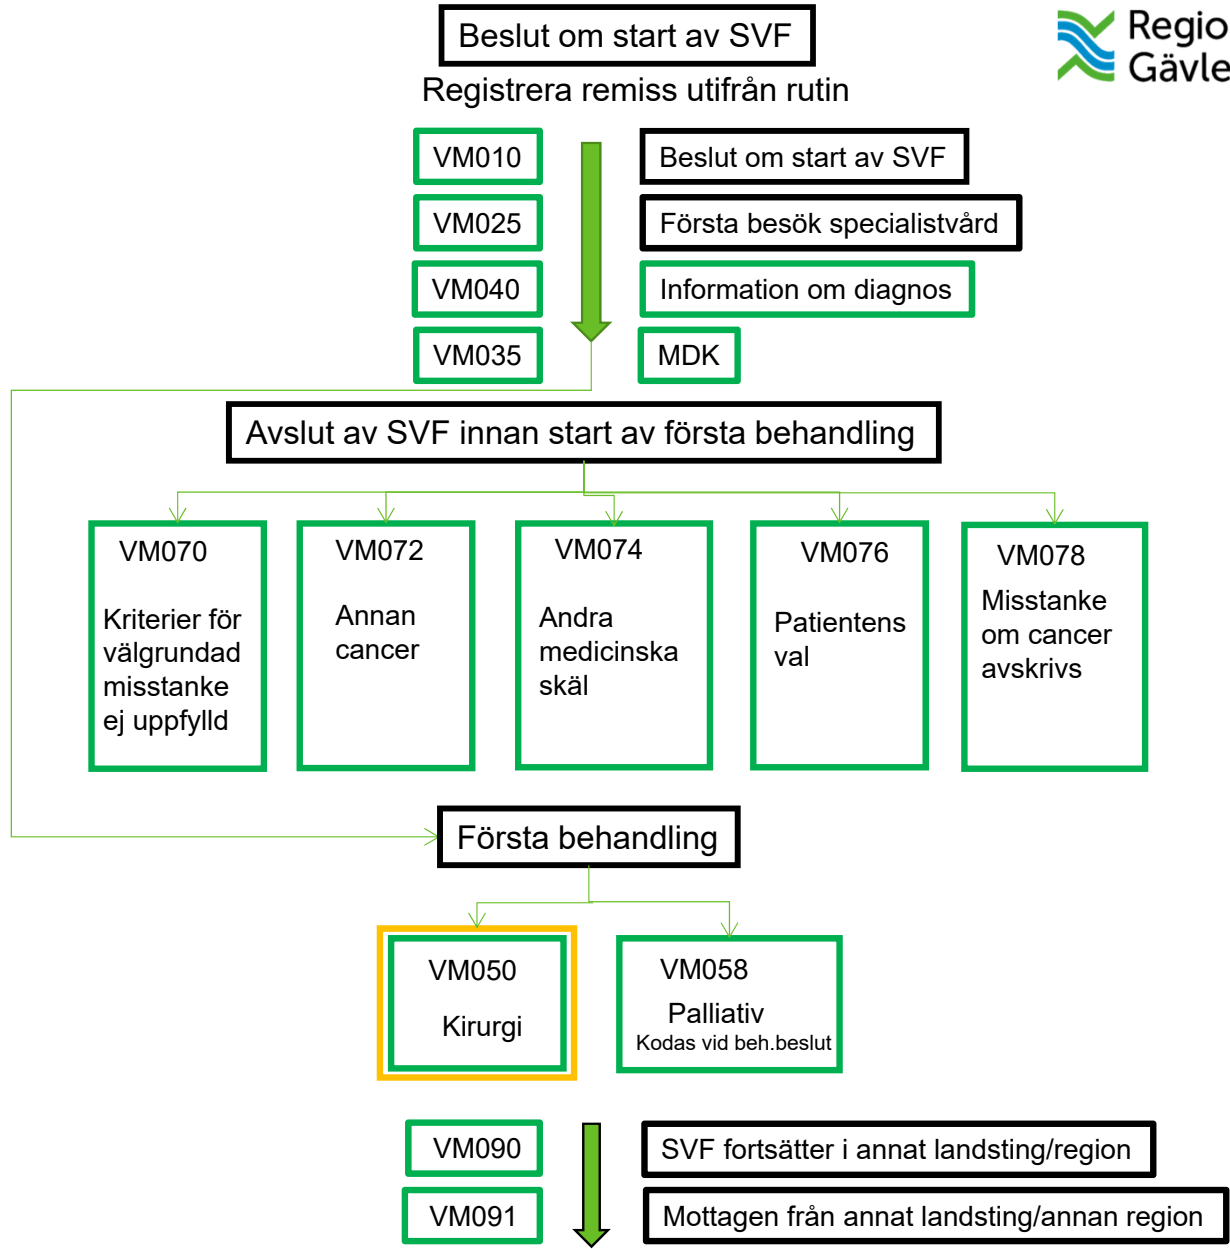 Beslut om start av SVF
Regio
Gävle
Registrera remiss utifrån rutin
VM010
Beslut om start av SVF
VM025
Första besök specialistvård
VM040
Information om diagnos
VM035
MDK
Avslut av SVF innan start av första behandling
VM070
Kriterier för
välgrundad
misstanke
ej uppfylld
VM072
Annan
cancer
VM074
Andra
medicinska
skäl
VM076
Patientens
val
VM078
Misstanke
om cancer
avskrivs
Första behandling
VM050
Kirurgi
VM058
Palliativ
Kodas vid beh.beslut
VM090
SVF fortsätter i annat landsting/region
VM091
Mottagen från annat landsting/annan region